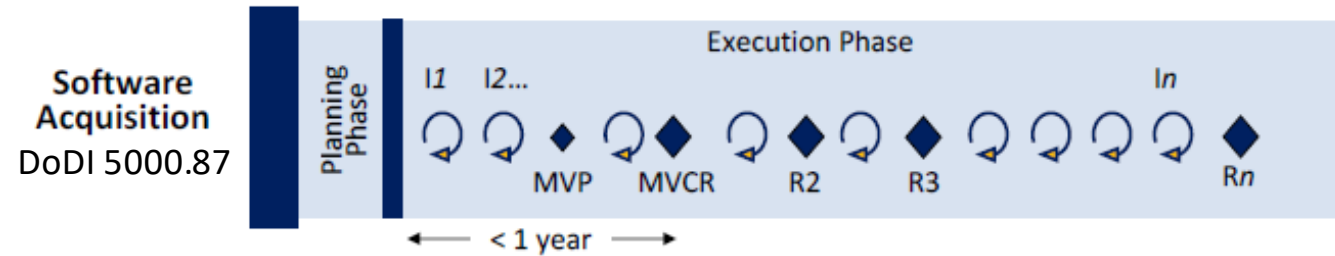 Software
Acquisition
DoDI 5000.87
Planning
Phase
Execution Phase
I1 I2... In
MVP MVCR R2 R3 Rn
< 1 year